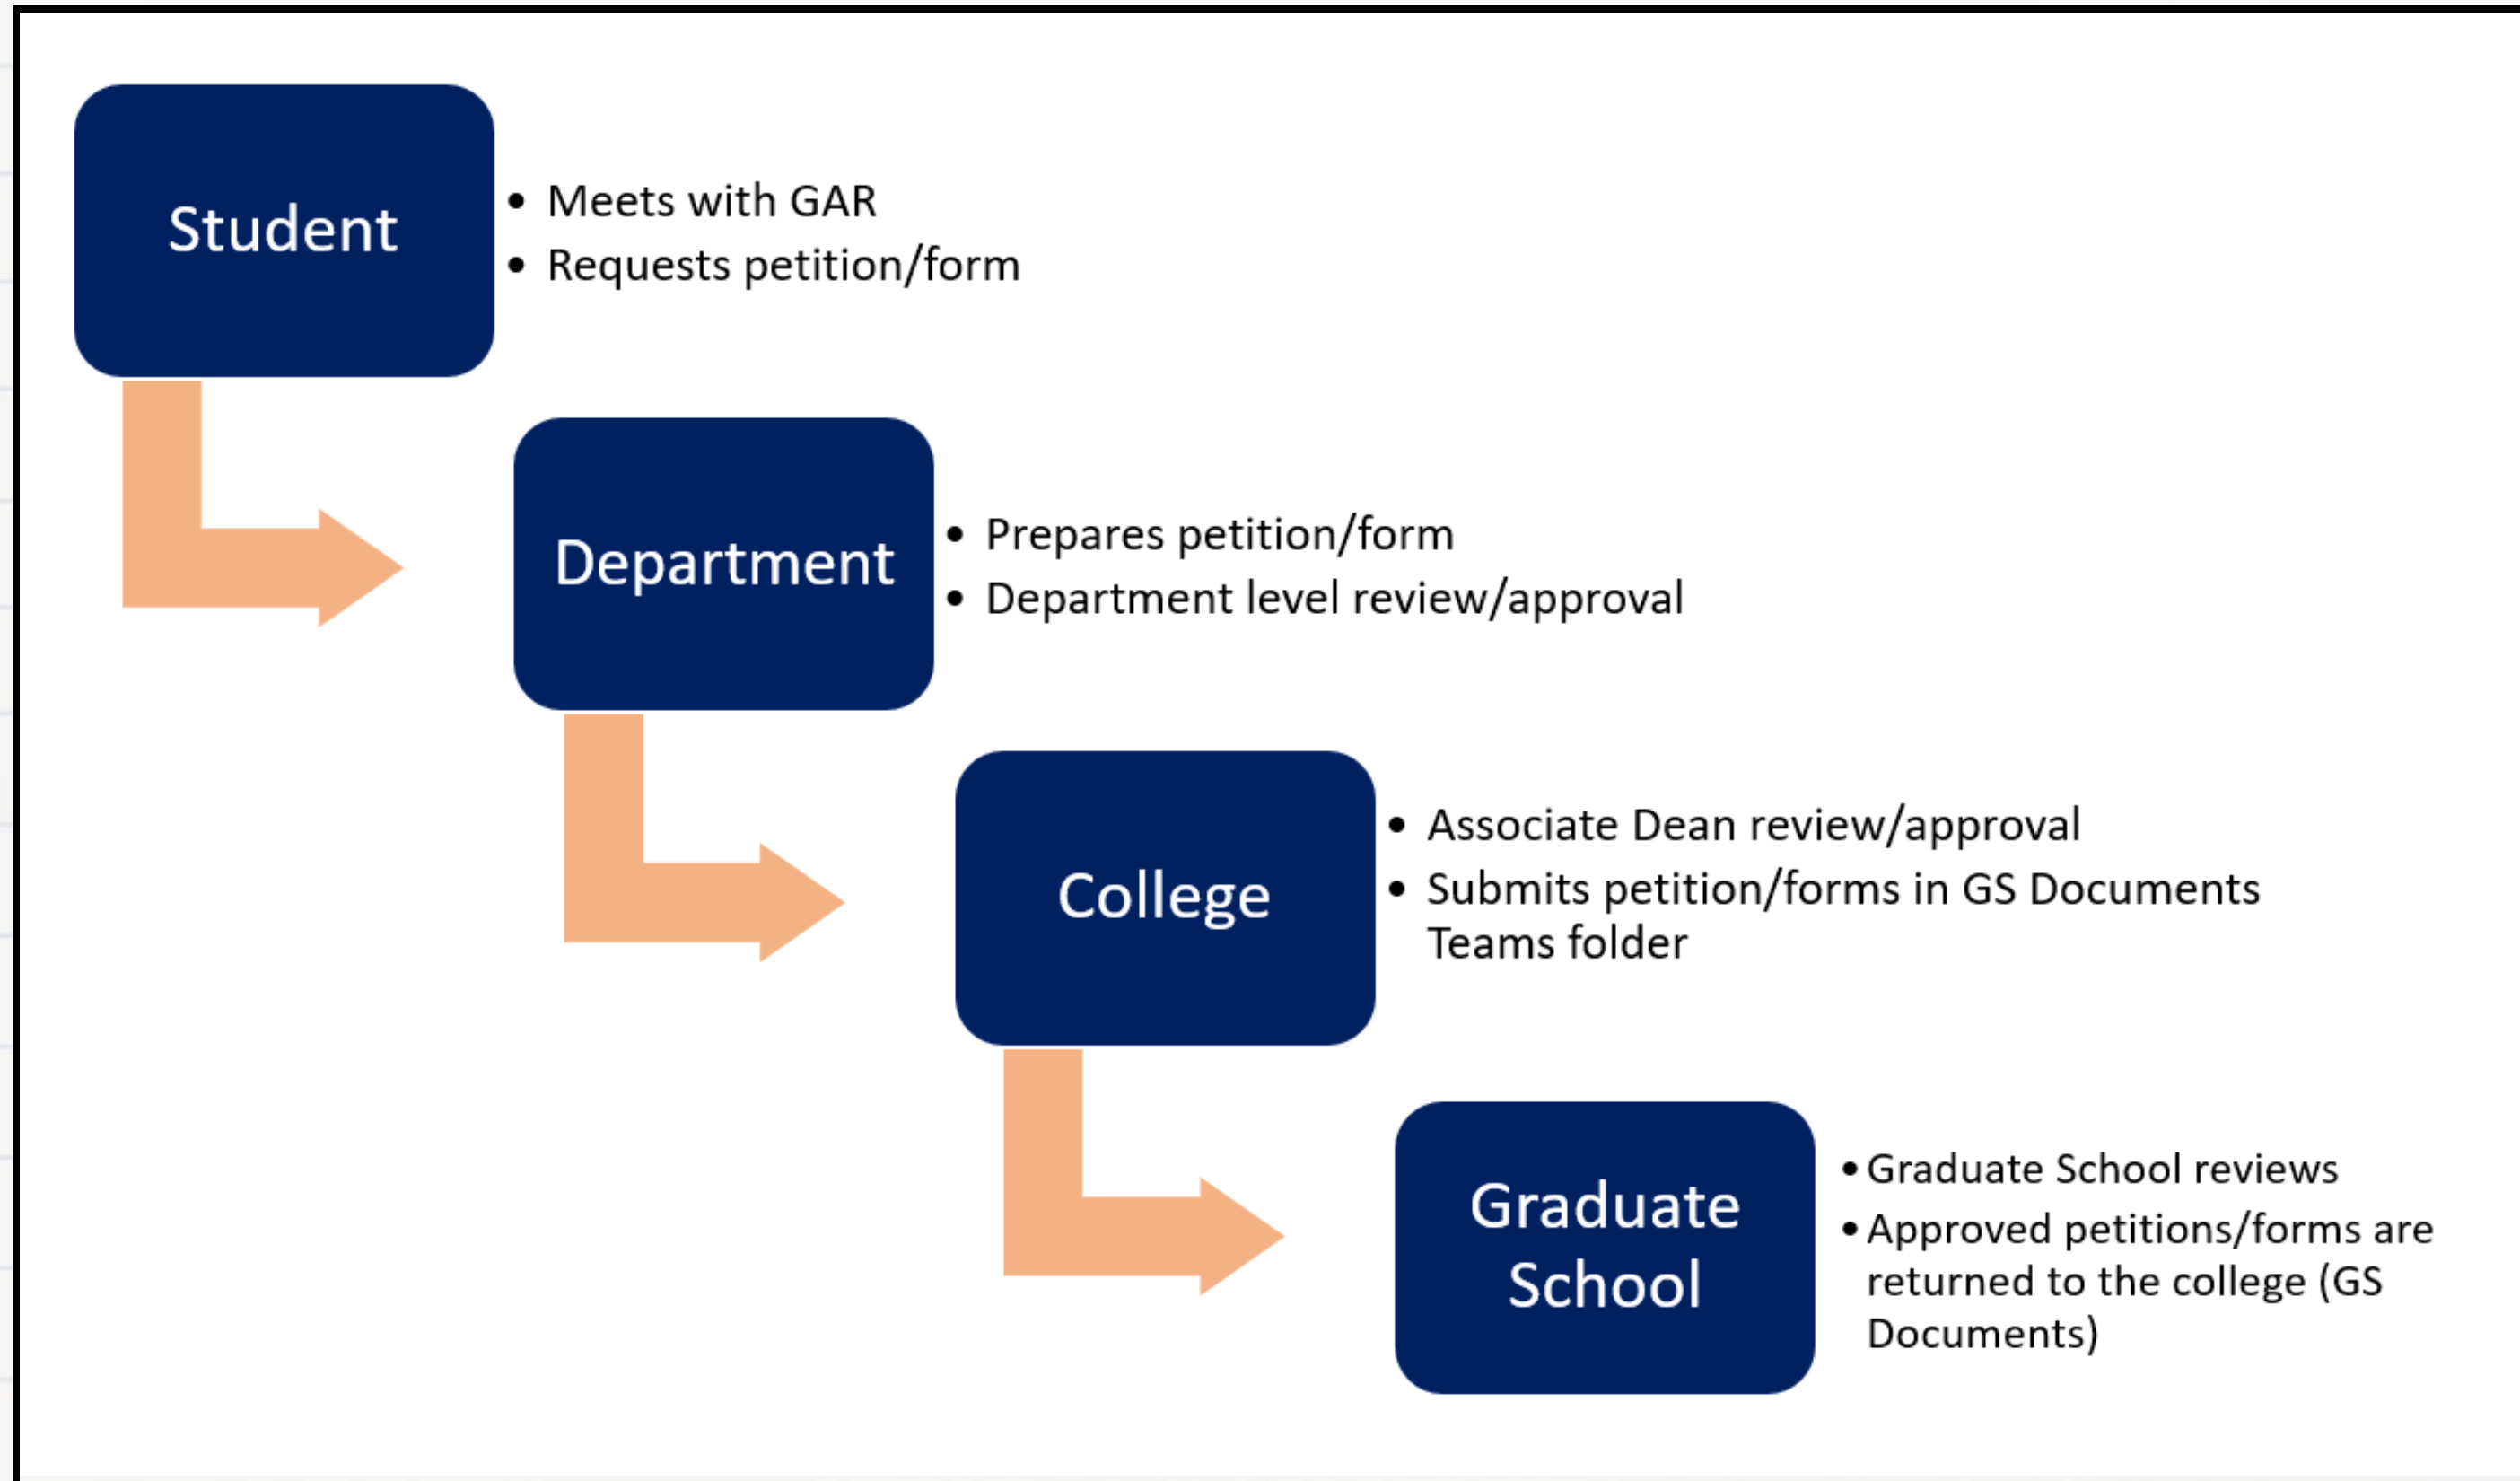 Student
• Meets with GAR
• Requests petition/form
Department
• Prepares petition/form
• Department level review/approval
College
• Associate Dean review/approval
• Submits petition/forms in GS Documents
Teams folder
Graduate
School
• Graduate School reviews
• Approved petitions/forms are
returned to the college (GS
Documents)